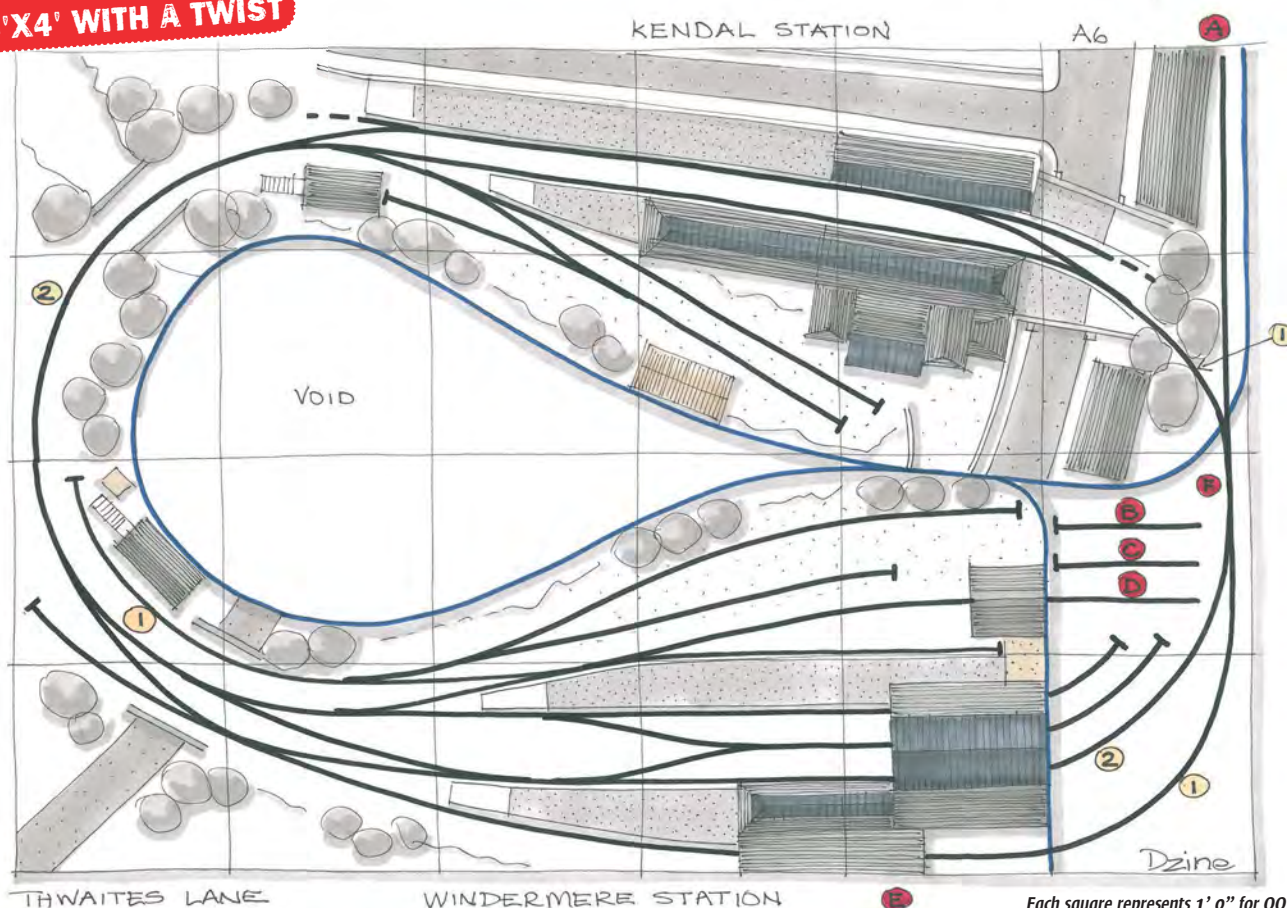 'X4' WITH A TWIST
KENDAL STATION
A6
A
2
1
VOID
F
B
C
D
1
2
1
Dzine
THWAITES LANE
WINDERMERE STATION
E
Each square represents 1' 0" for OO